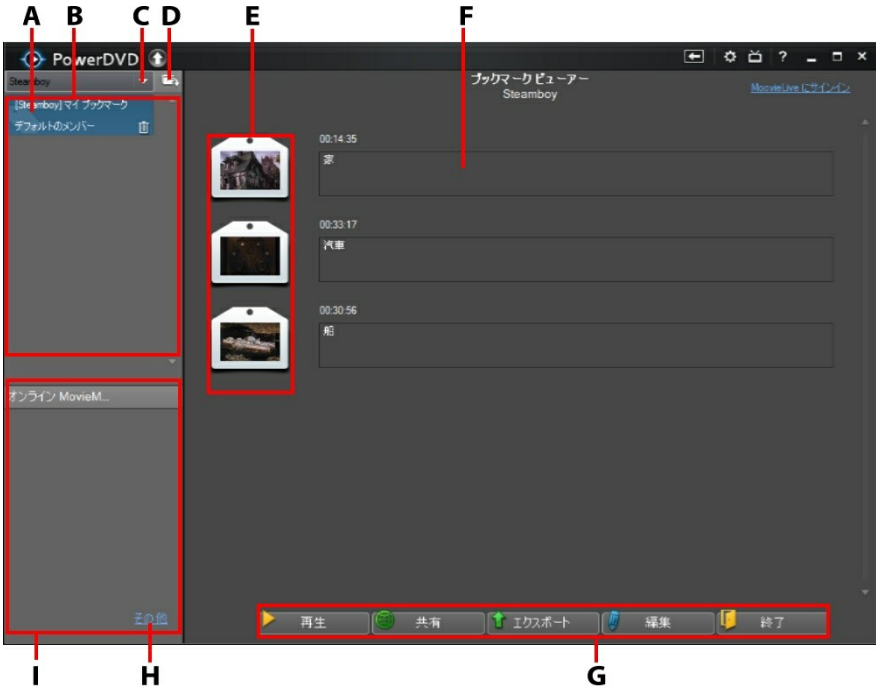 A B C D E F
PowerDVD
?
Steamboy
ブックマーク ビューアー
Steamboy
MoovieLive にサインイン
[Steamboy] マイ ブックマーク
デフォルトのメンバー
00:14:35
家
00:33:17
汽車
00:30:56
船
オンライン MovieM...
その他
再生 共有 エクスポート 編集 終了
I H G